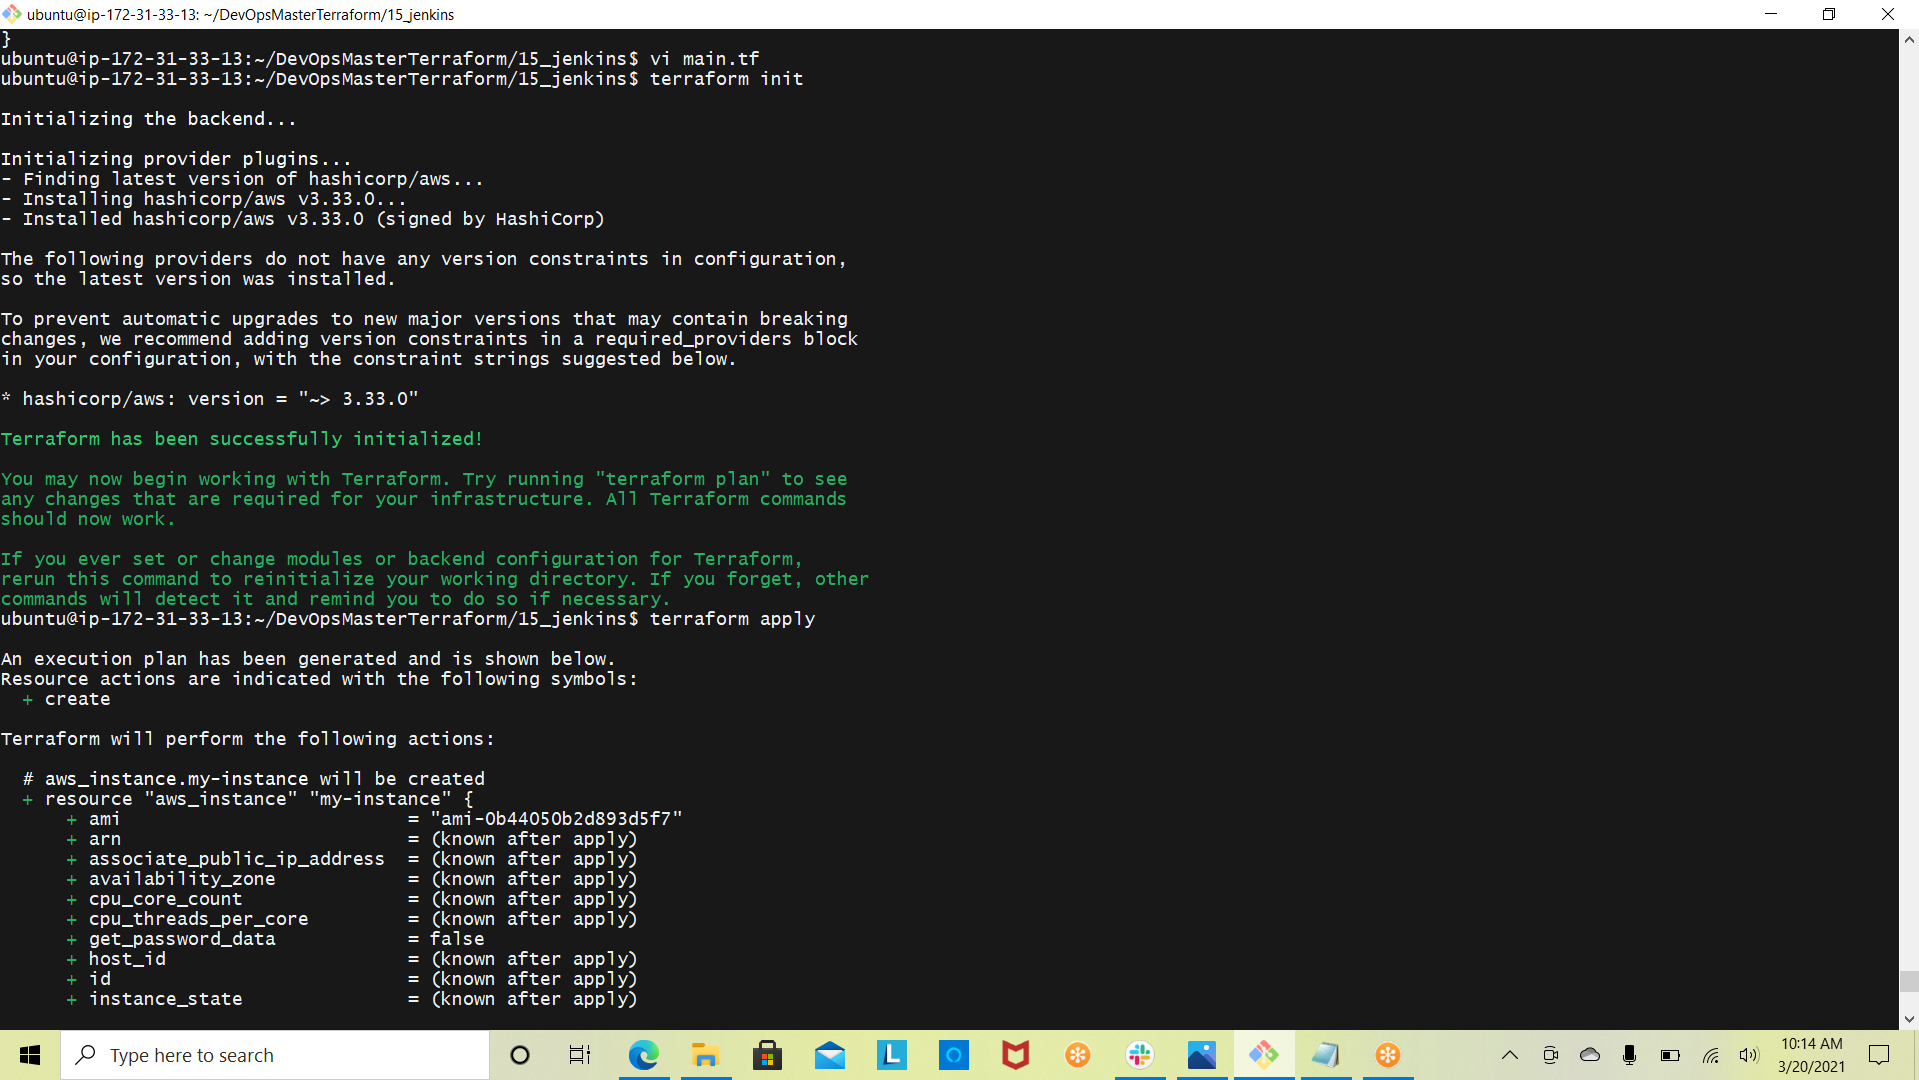 ubuntu@ip-172-31-33-13: ~/DevOpsMasterTerraform/15_jenkins
}
ubuntu@ip-172-31-33-13:~/DevOpsMasterTerraform/15_jenkins$ vi main.tf
ubuntu@ip-172-31-33-13:~/DevOpsMasterTerraform/15_jenkins$ terraform init
Initializing the backend...
Initializing provider plugins...
- Finding latest version of hashicorp/aws...
- Installing hashicorp/aws v3.33.0...
- Installed hashicorp/aws v3.33.0 (signed by HashiCorp)
The following providers do not have any version constraints in configuration,
so the latest version was installed.
To prevent automatic upgrades to new major versions that may contain breaking
changes, we recommend adding version constraints in a required_providers block
in your configuration, with the constraint strings suggested below.
* hashicorp/aws: version = "~> 3.33.0"
Terraform has been successfully initialized!
You may now begin working with Terraform. Try running "terraform plan" to see
any changes that are required for your infrastructure. All Terraform commands
should now work.
If you ever set or change modules or backend configuration for Terraform,
rerun this command to reinitialize your working directory. If you forget, other
commands will detect it and remind you to do so if necessary.
ubuntu@ip-172-31-33-13:~/DevOpsMasterTerraform/15_jenkins$ terraform apply
An execution plan has been generated and is shown below.
Resource actions are indicated with the following symbols:
+ create
Terraform will perform the following actions:
# aws_instance.my-instance will be created
+ resource "aws_instance" "my-instance" {
+ ami = "ami-0b44050b2d893d5f7"
+ arn = (known after apply)
+ associate_public_ip_address = (known after apply)
+ availability_zone = (known after apply)
+ cpu_core_count = (known after apply)
+ cpu_threads_per_core = (known after apply)
+ get_password_data = false
+ host_id = (known after apply)
+ id = (known after apply)
+ instance_state = (known after apply)
Type here to search
L
10:14 AM
3/20/2021